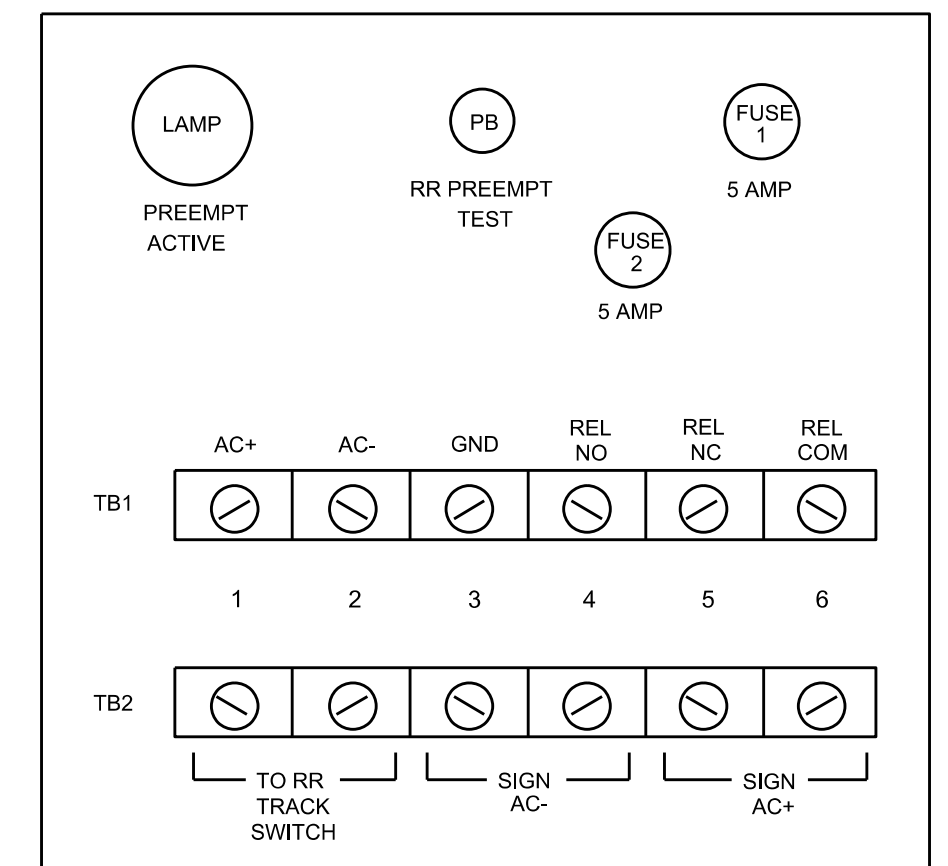 LAMP
PREEMPT
ACTIVE
PB
RR PREEMPT
TEST
FUSE
1
5 AMP
FUSE
2
5 AMP
AC+ AC- GND REL NO REL NC REL COM
TB1
1 2 3 4 5 6
TB2
TO RR
TRACK
SWITCH
SIGN
AC-
SIGN
AC+